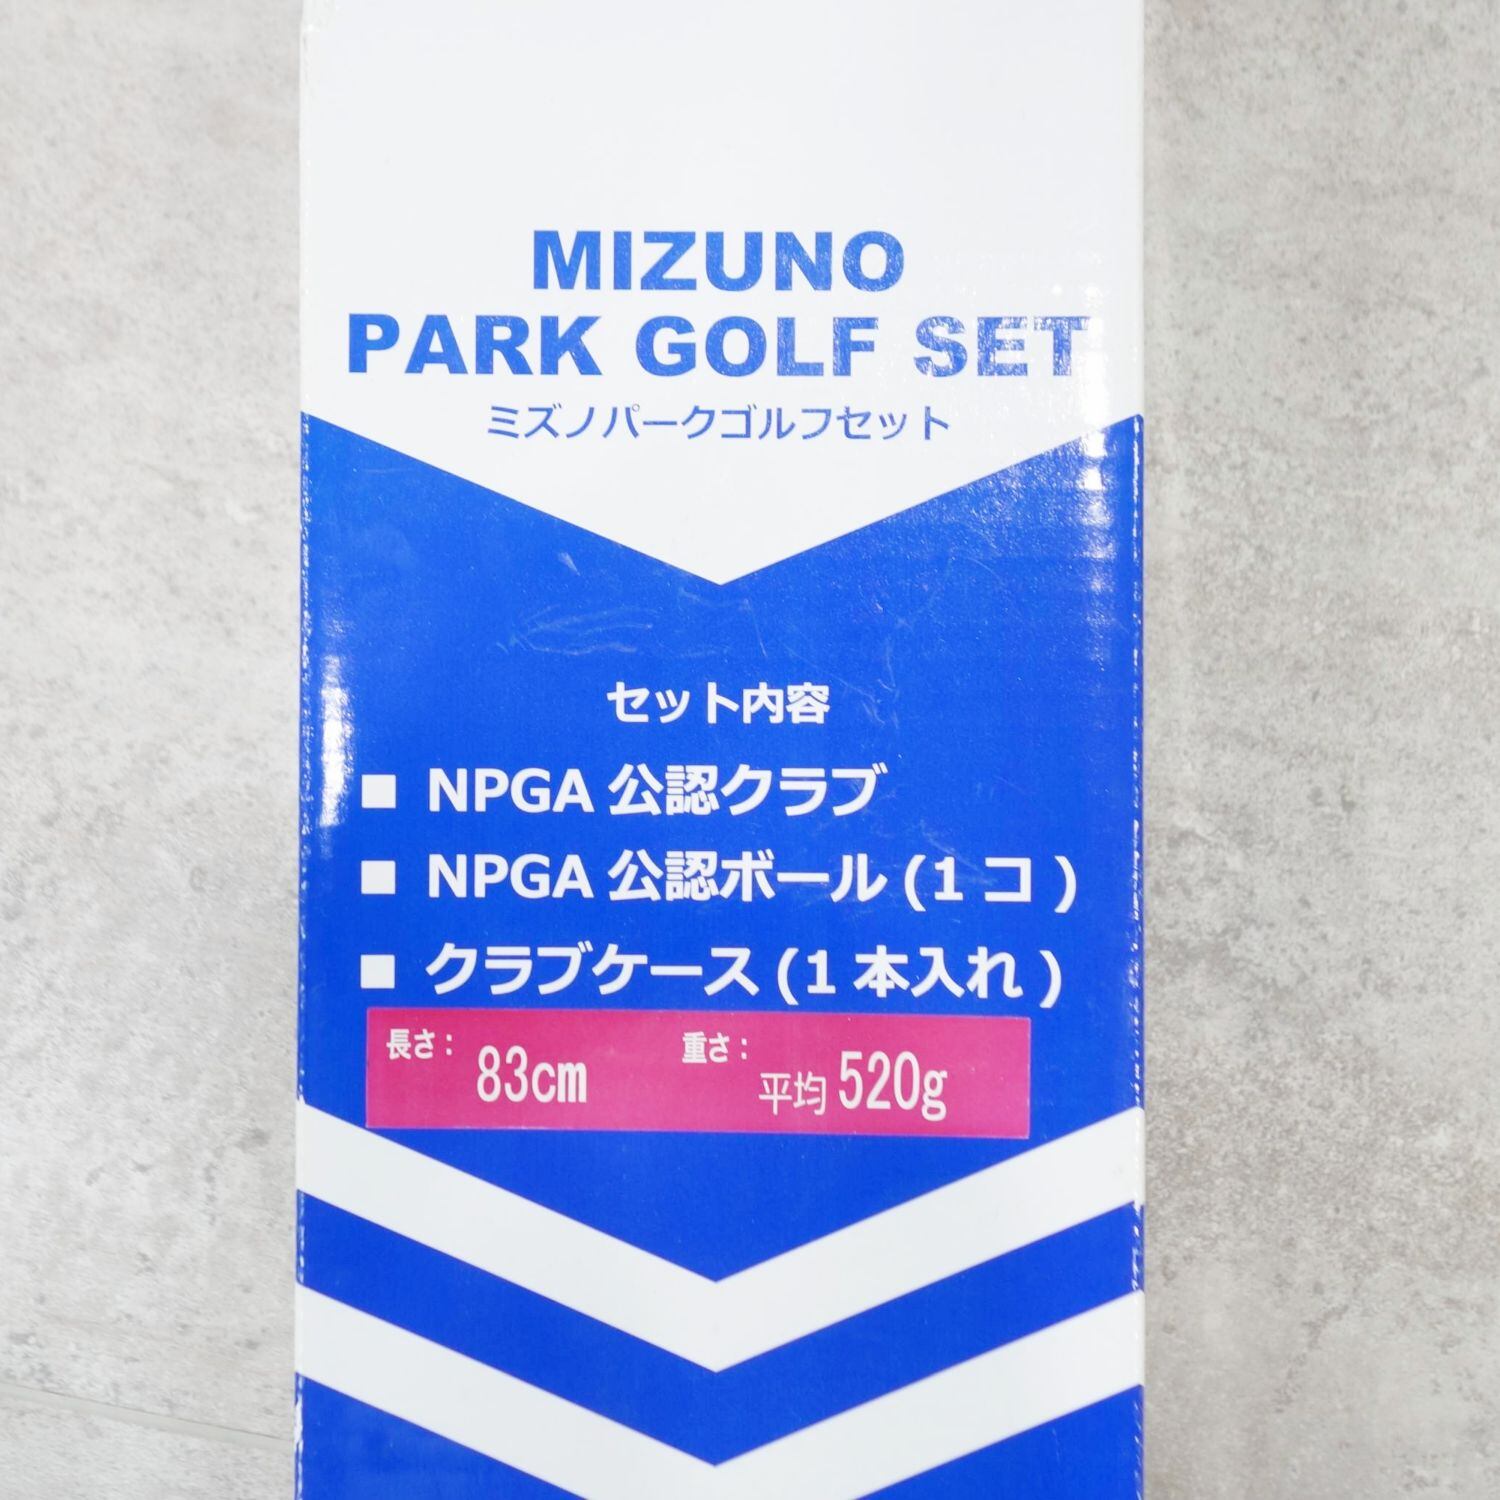 MIZUNO
PARK GOLF SET
ミズノパークゴルフセット
セット内容
■ NPGA 公認クラブ
■ NPGA 公認ボール (1 コ )
■ クラブケース (1 本入れ )
長さ: 83cm 重さ: 平均 520g